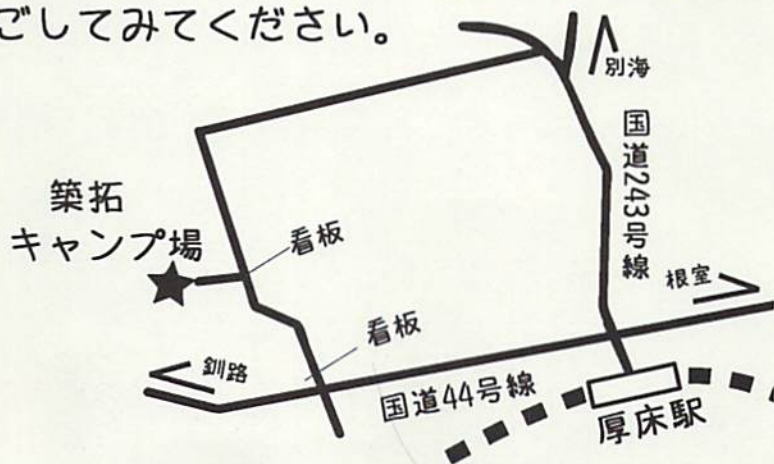 ごしてみてください。
別海
国道243号線
築拓
キャンプ場
看板
根室
看板
釧路
国道44号線
厚床駅